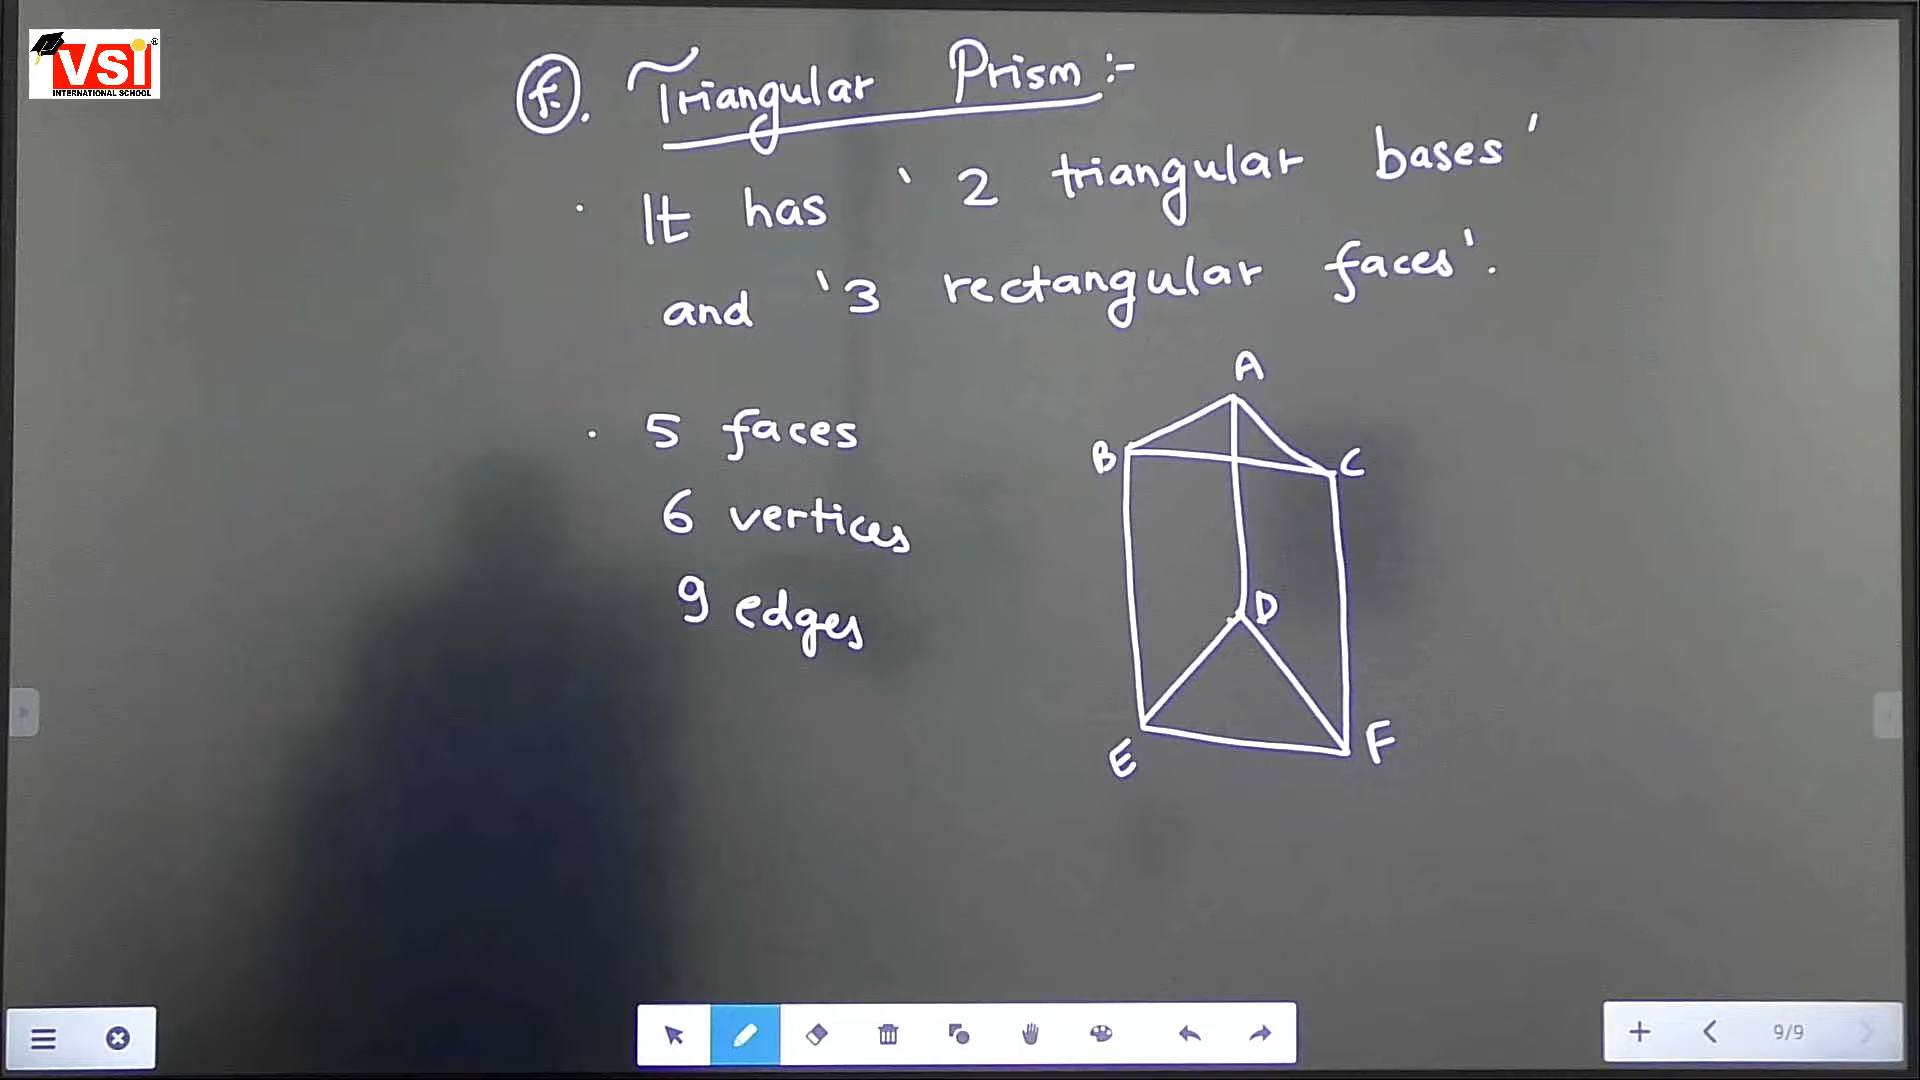 VSI
INTERNATIONAL SCHOOL
(f). Triangular Prism :-
. It has ' 2 triangular bases '
and '3 rectangular faces'.
. 5 faces
6 vertices
9 edges
A
B
C
D
E
F
9/9